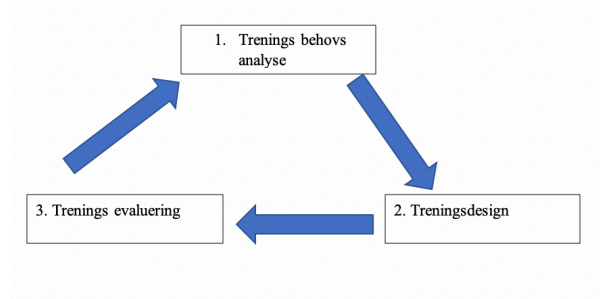 1. Trenings behovs
analyse
3. Trenings evaluering
2. Treningsdesign